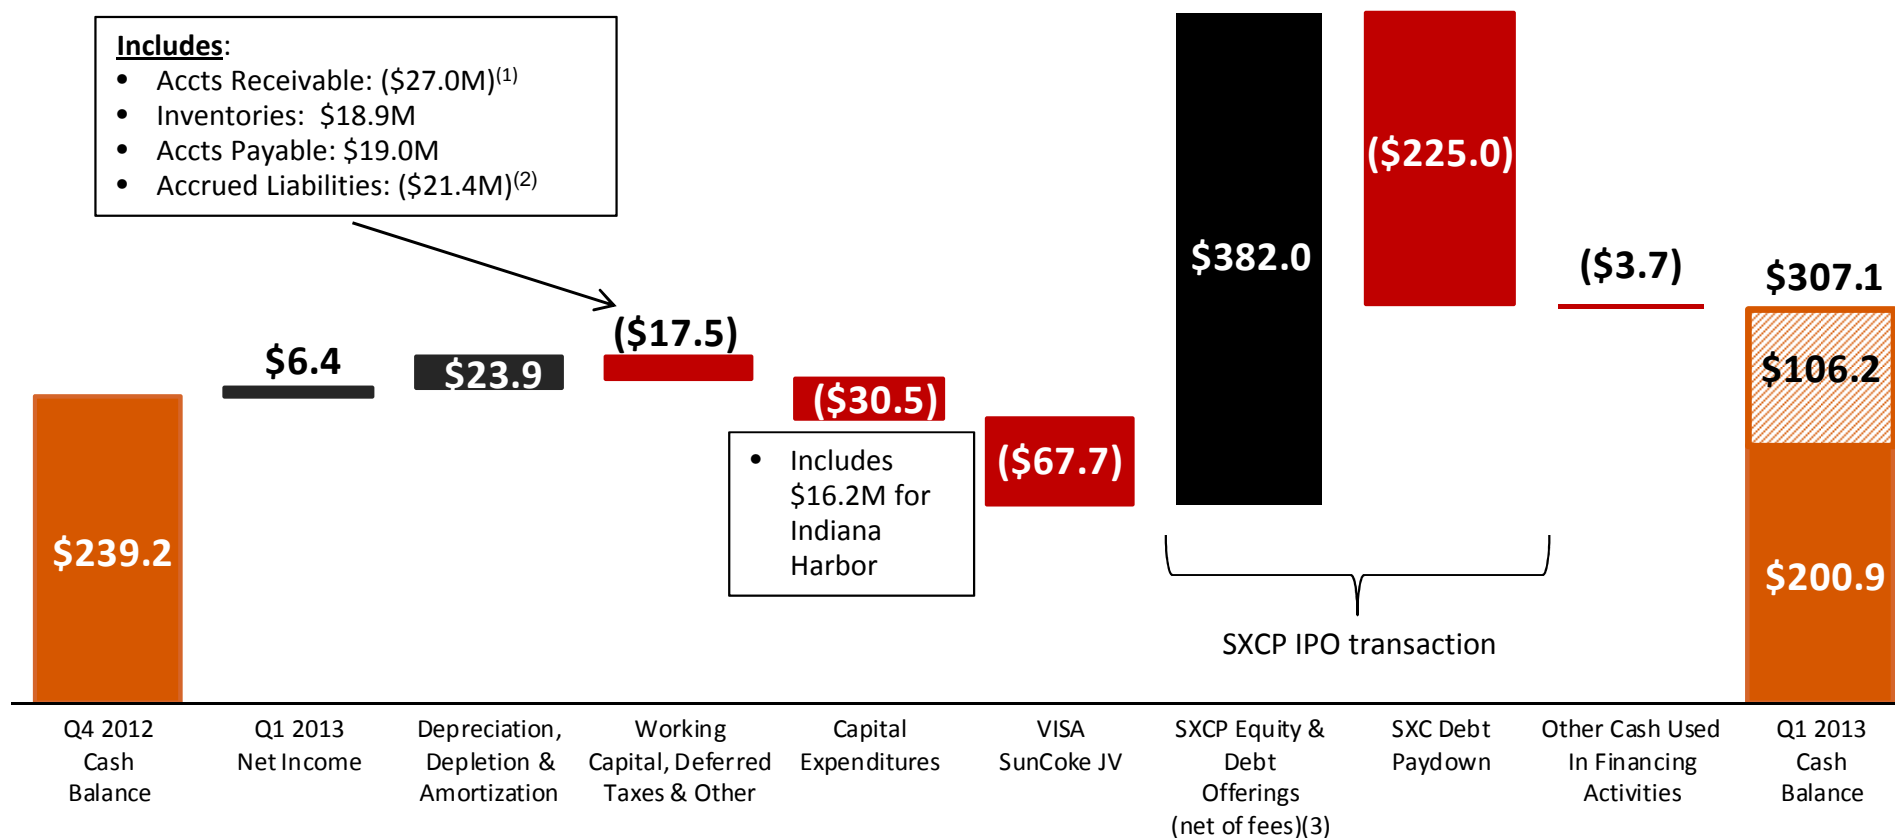 Includes:
• Accts Receivable: ($27.0M)(1)
• Inventories: $18.9M
• Accts Payable: $19.0M
• Accrued Liabilities: ($21.4M)(2)
$239.2
$6.4
$23.9
($17.5)
($30.5)
• Includes
$16.2M for
Indiana
Harbor
($67.7)
$382.0
($225.0)
($3.7)
$307.1
$106.2
$200.9
SXCP IPO transaction
Q4 2012
Cash
Balance
Q1 2013
Net Income
Depreciation,
Depletion &
Amortization
Working
Capital, Deferred
Taxes & Other
Capital
Expenditures
VISA
SunCoke JV
SXCP Equity &
Debt
Offerings
(net of fees)(3)
SXC Debt
Paydown
Other Cash Used
In Financing
Activities
Q1 2013
Cash
Balance